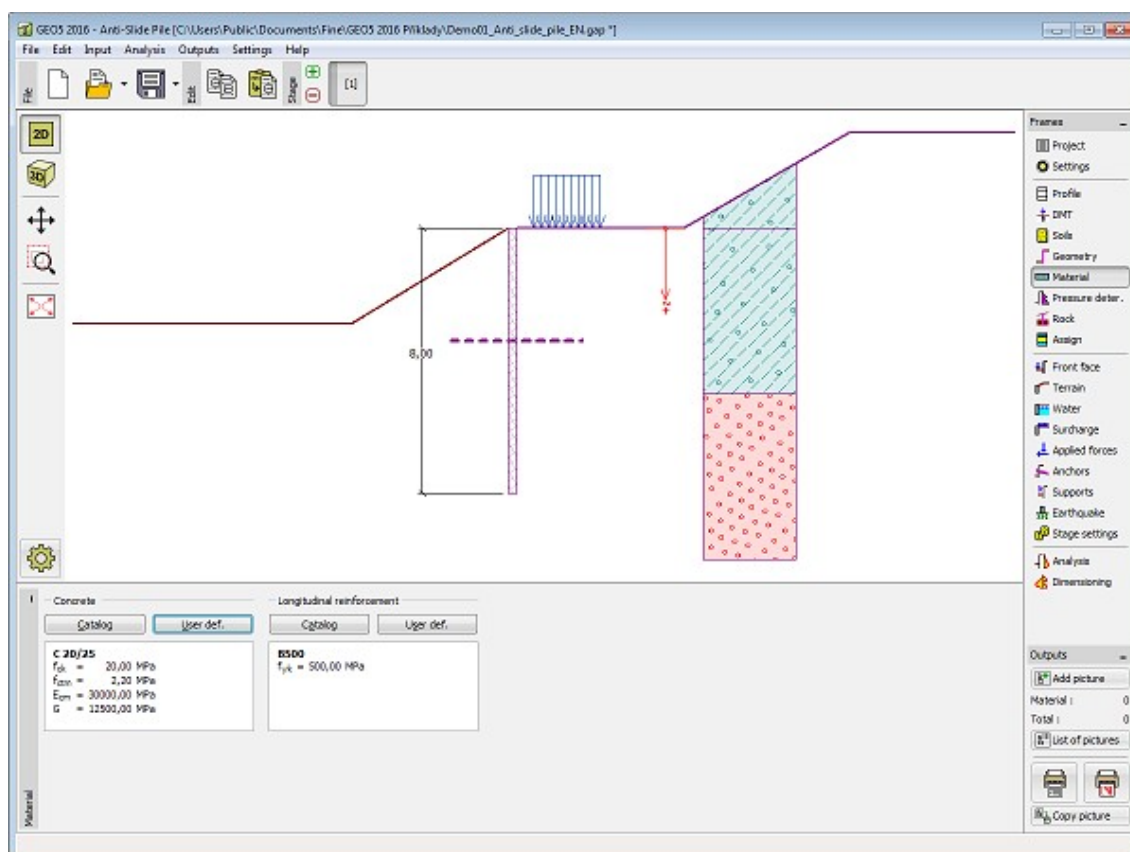 GEO5 2016 - Anti-Slide Pile [C:\Users\Public\Documents\Fine\GEO5 2016 Příklady\Demo01_Anti_slide_pile_EN.gap *]
File Edit Input Analysis Outputs Settings Help
File
Edit
Stage
[1]
2D
3D
8,00
+z
Frames
Project
Settings
Profile
DMT
Soils
Geometry
Material
Pressure deter.
Rock
Assign
Front face
Terrain
Water
Surcharge
Applied forces
Anchors
Supports
Earthquake
Stage settings
Analysis
Dimensioning
Concrete
Catalog User def.
C 20/25
fck = 20,00 MPa
fctm = 2,20 MPa
Ecm = 30000,00 MPa
G = 12500,00 MPa
Longitudinal reinforcement
Catalog User def.
B500
fyk = 500,00 MPa
Material
Outputs
Add picture
Material : 0
Total : 0
List of pictures
Copy picture